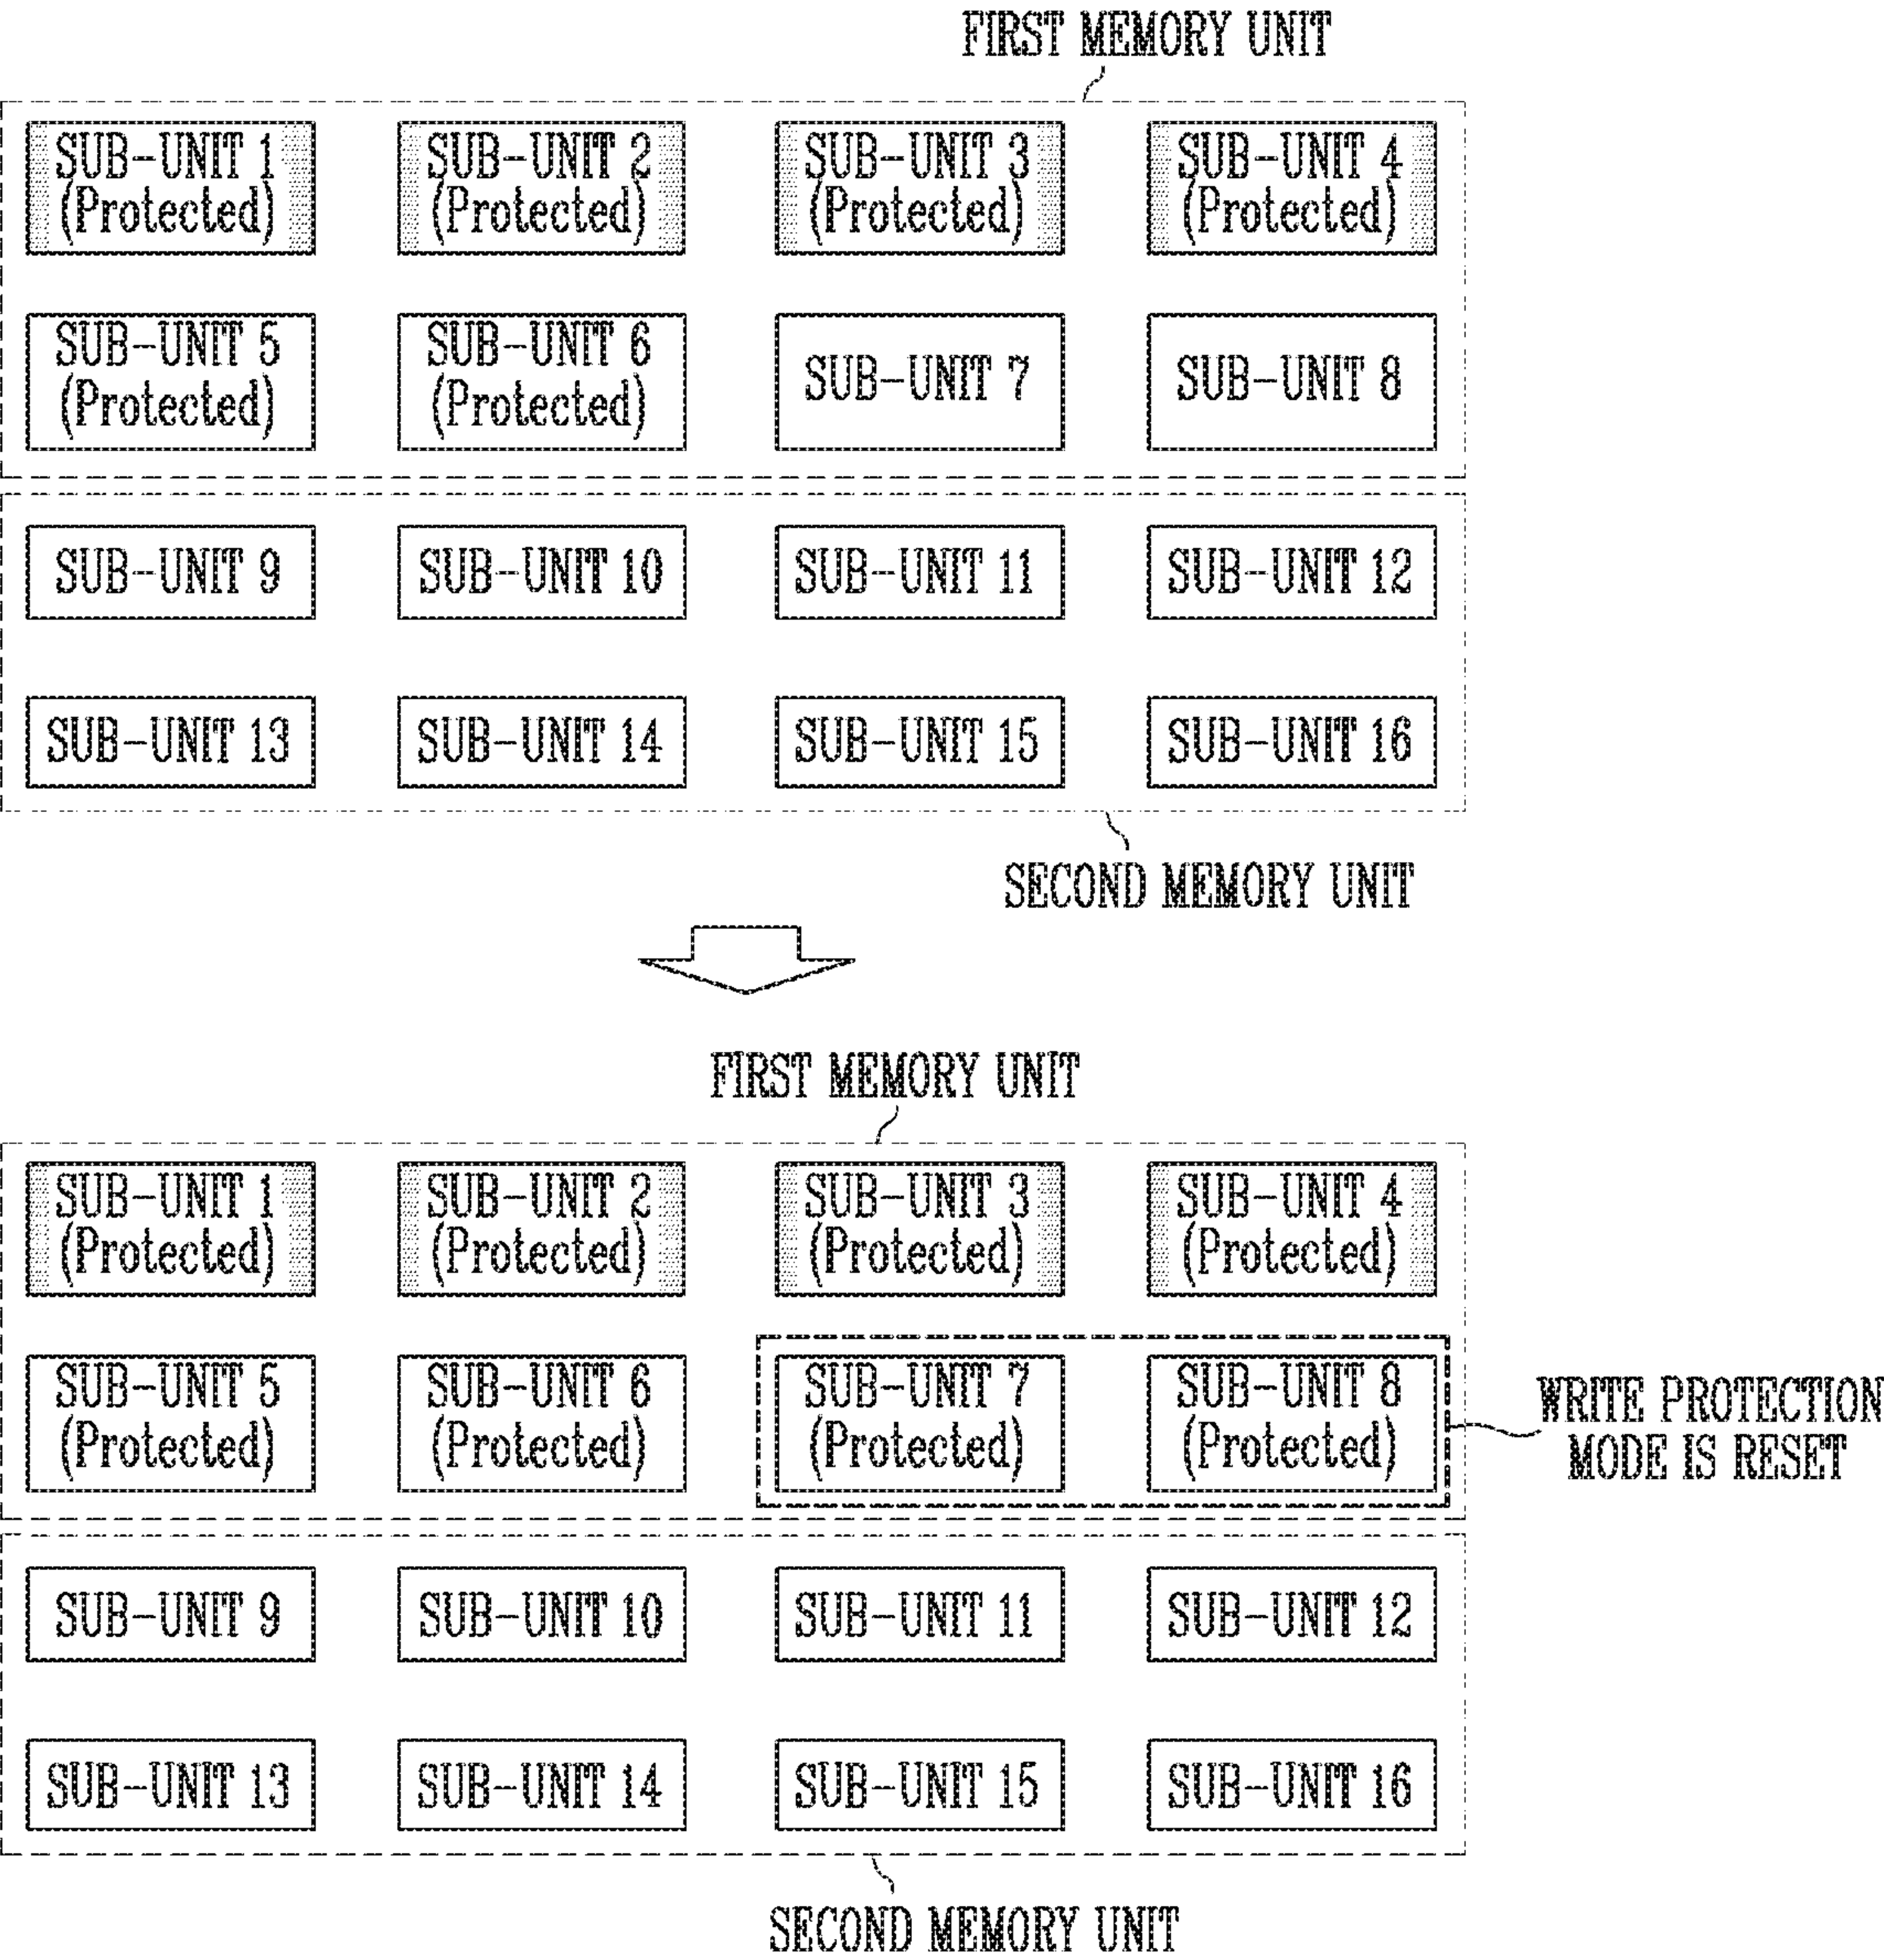 FIRST MEMORY UNIT
SUB-UNIT 1
(Protected)
SUB-UNIT 2
(Protected)
SUB-UNIT 3
(Protected)
SUB-UNIT 4
(Protected)
SUB-UNIT 5
(Protected)
SUB-UNIT 6
(Protected)
SUB-UNIT 7
SUB-UNIT 8
SUB-UNIT 9
SUB-UNIT 10
SUB-UNIT 11
SUB-UNIT 12
SUB-UNIT 13
SUB-UNIT 14
SUB-UNIT 15
SUB-UNIT 16
SECOND MEMORY UNIT
FIRST MEMORY UNIT
SUB-UNIT 1
(Protected)
SUB-UNIT 2
(Protected)
SUB-UNIT 3
(Protected)
SUB-UNIT 4
(Protected)
SUB-UNIT 5
(Protected)
SUB-UNIT 6
(Protected)
SUB-UNIT 7
(Protected)
SUB-UNIT 8
(Protected)
WRITE PROTECTION
MODE IS RESET
SUB-UNIT 9
SUB-UNIT 10
SUB-UNIT 11
SUB-UNIT 12
SUB-UNIT 13
SUB-UNIT 14
SUB-UNIT 15
SUB-UNIT 16
SECOND MEMORY UNIT